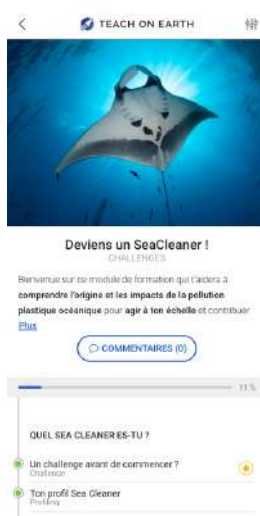 TEACH ON EARTH
Deviens un SeaCleaner !
CHALLENGES
Bienvenue sur ce module de formation qui t'aidera à
comprendre l'origine et les impacts de la pollution
plastique océanique pour agir à ton échelle et contribuer
Plus
COMMENTAIRES (0)
11 %
QUEL SEA CLEANER ES-TU ?
Un challenge avant de commencer ?
Challenge
Ton profil Sea Cleaner
Profiling